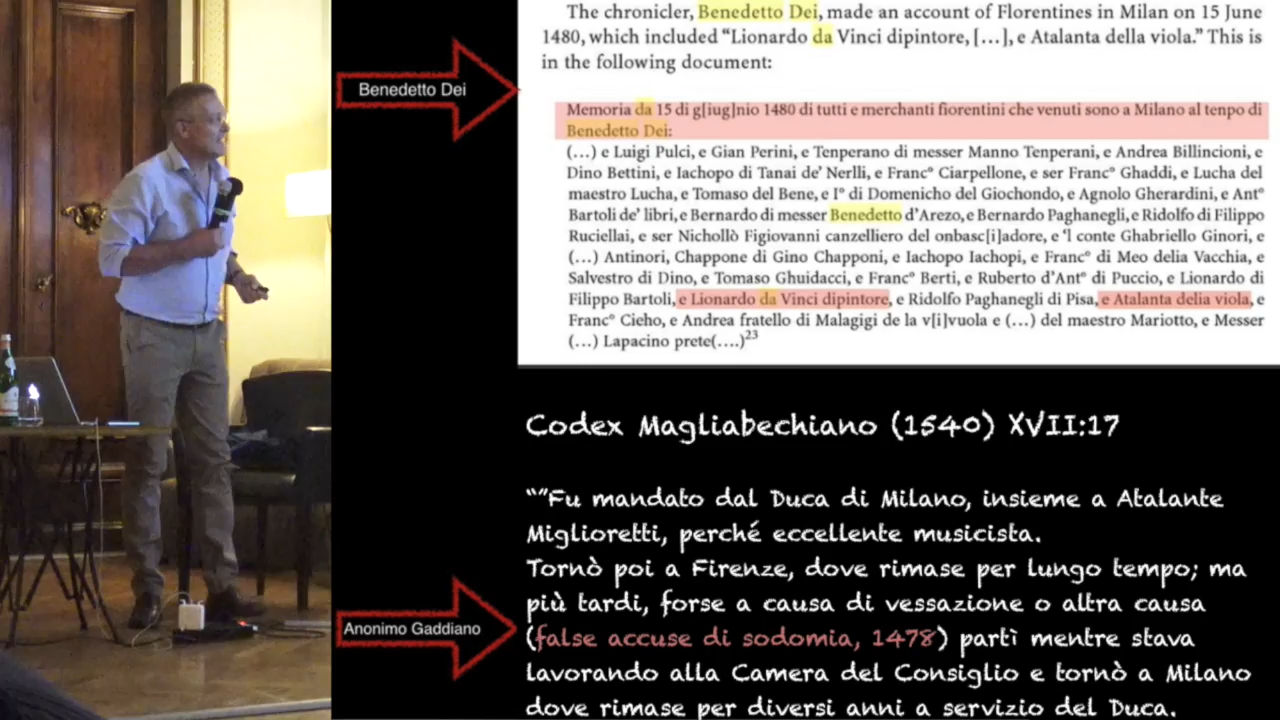 Benedetto Dei
The chronicler, Benedetto Dei, made an account of Florentines in Milan on 15 June
1480, which included “Lionardo da Vinci dipintore, […], e Atalanta della viola.” This is
in the following document:
Memoria da 15 di g[iug]nio 1480 di tutti e merchanti fiorentini che venuti sono a Milano al tenpo di
Benedetto Dei:
(…) e Luigi Pulci, e Gian Perini, e Tenperano di messer Manno Tenperani, e Andrea Billincioni, e
Dino Bettini, e Iachopo di Tanai de’ Nerlli, e Franc° Ciarpellone, e ser Franc° Ghaddi, e Lucha del
maestro Lucha, e Tomaso del Bene, e I° di Domenicho del Giochondo, e Agnolo Gherardini, e Ant°
Bartoli de’ libri, e Bernardo di messer Benedetto d’Arezo, e Bernardo Paghanegli, e Ridolfo di Filippo
Ruciellai, e ser Nichollò Figiovanni canzelliero del onbasc[i]adore, e ‘l conte Ghabriello Ginori, e
(…) Antinori, Chappone di Gino Chapponi, e Iachopo Iachopi, e Franc° di Meo delia Vacchia, e
Salvestro di Dino, e Tomaso Ghuidacci, e Franc° Berti, e Ruberto d’Ant° di Puccio, e Lionardo di
Filippo Bartoli, e Lionardo da Vinci dipintore, e Ridolfo Paghanegli di Pisa, e Atalanta delia viola, e
Franc° Cieho, e Andrea fratello di Malagigi de la v[i]vuola e (…) del maestro Mariotto, e Messer
(…) Lapacino prete(….)23
Codex Magliabechiano (1540) XVII:17
“”Fu mandato dal Duca di Milano, insieme a Atalante
Miglioretti, perché eccellente musicista.
Tornò poi a Firenze, dove rimase per lungo tempo; ma
più tardi, forse a causa di vessazione o altra causa
Anonimo Gaddiano
(false accuse di sodomia, 1478) partì mentre stava
lavorando alla Camera del Consiglio e tornò a Milano
dove rimase per diversi anni a servizio del Duca.